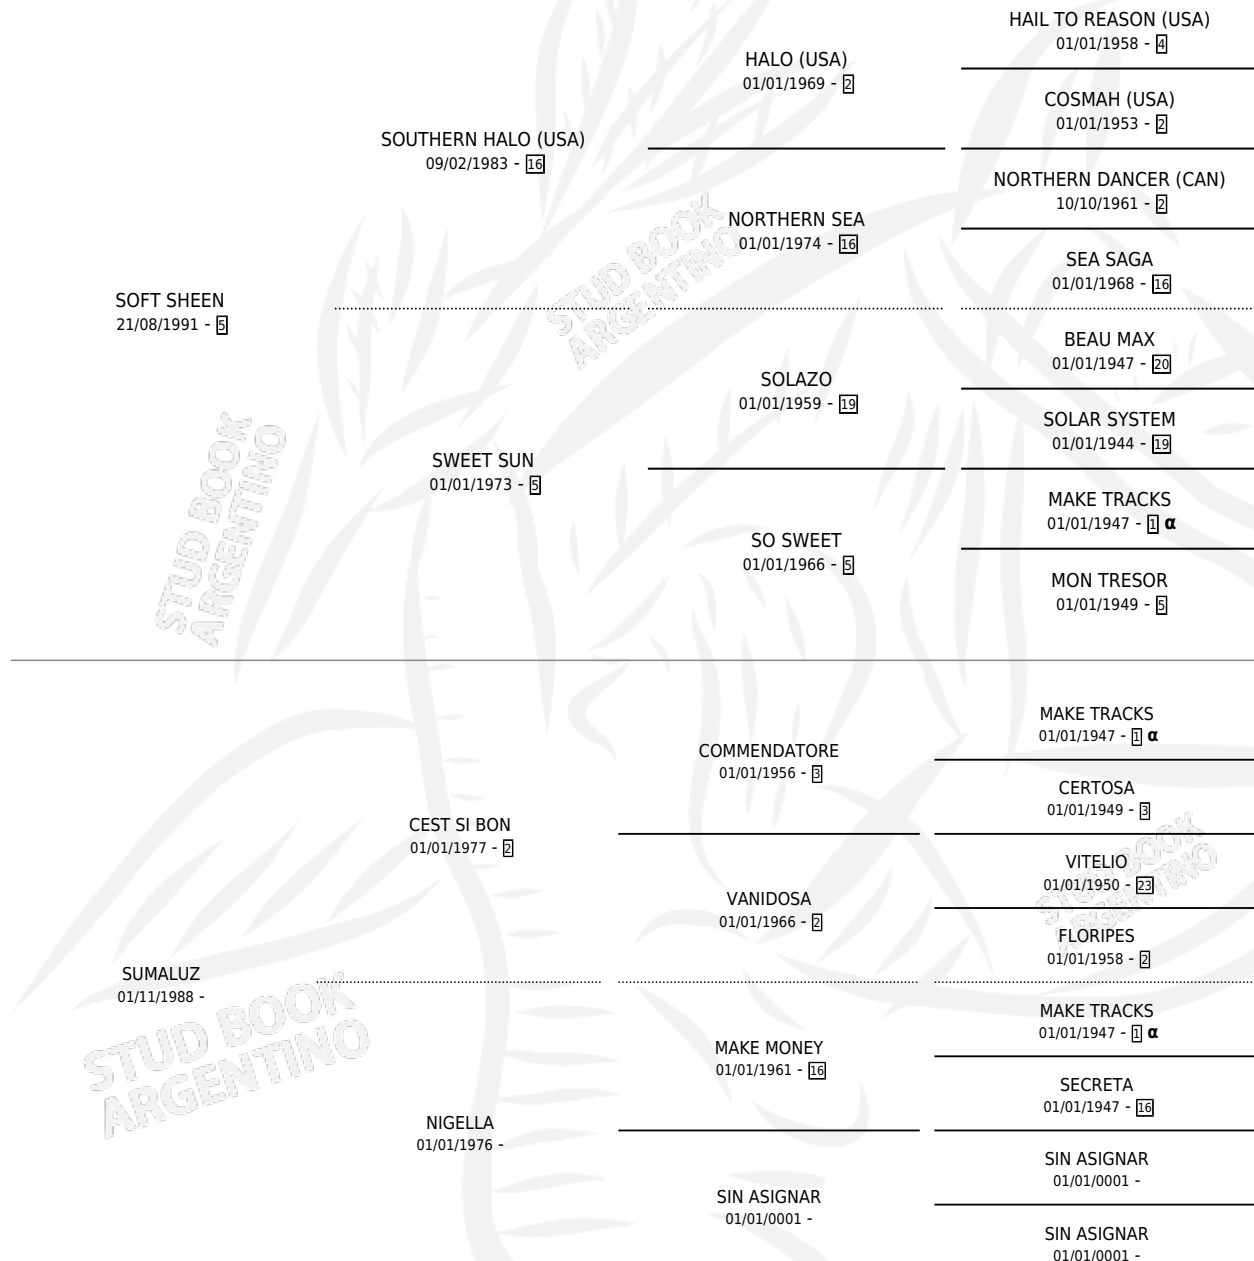 HAIL TO REASON (USA)
01/01/1958 - 4
HALO (USA)
01/01/1969 - 2
COSMAH (USA)
01/01/1953 - 2
SOUTHERN HALO (USA)
09/02/1983 - 16
NORTHERN DANCER (CAN)
10/10/1961 - 2
NORTHERN SEA
01/01/1974 - 16
SEA SAGA
01/01/1968 - 16
SOFT SHEEN
21/08/1991 - 5
BEAU MAX
01/01/1947 - 20
SOLAZO
01/01/1959 - 19
SOLAR SYSTEM
01/01/1944 - 19
SWEET SUN
01/01/1973 - 5
MAKE TRACKS
01/01/1947 - 1 α
SO SWEET
01/01/1966 - 5
MON TRESOR
01/01/1949 - 5
MAKE TRACKS
01/01/1947 - 1 α
COMMENDATORE
01/01/1956 - 3
CERTOSA
01/01/1949 - 3
CEST SI BON
01/01/1977 - 2
VITELIO
01/01/1950 - 23
VANIDOSA
01/01/1966 - 2
FLORIPES
01/01/1958 - 2
SUMALUZ
01/11/1988 -
MAKE TRACKS
01/01/1947 - 1 α
MAKE MONEY
01/01/1961 - 16
SECRETA
01/01/1947 - 16
NIGELLA
01/01/1976 -
SIN ASIGNAR
01/01/0001 -
SIN ASIGNAR
01/01/0001 -
SIN ASIGNAR
01/01/0001 -
STUD BOOK
ARGENTINO
STUD BOOK
ARGENTINO
STUD BOOK
ARGENTINO
STUD BOOK
ARGENTINO